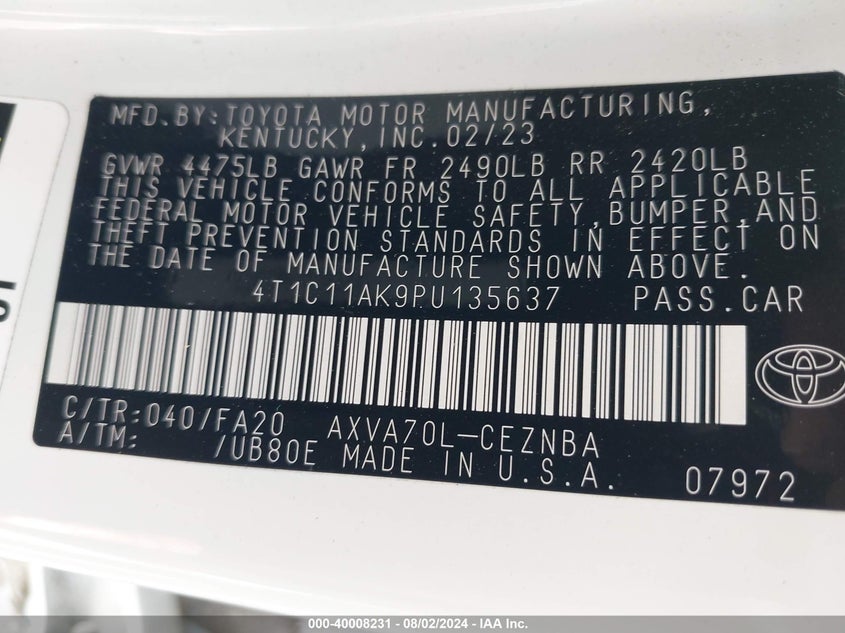 MFD.BY:TOYOTA MOTOR MANUFACTURING,
KENTUCKY,INC.02/23
GVWR 4475LB GAWR FR 2490LB RR 2420LB
THIS VEHICLE CONFORMS TO ALL APPLICABLE
FEDERAL MOTOR VEHICLE SAFETY,BUMPER,AND
THEFT PREVENTION STANDARDS IN EFFECT ON
THE DATE OF MANUFACTURE SHOWN ABOVE.
4T1C11AK9PU135637 PASS.CAR
C/TR:040/FA20 AXVA70L-CEZNBA
A/TM: /UB80E MADE IN U.S.A. 07972
000-40008231 - 08/02/2024 - IAA Inc.